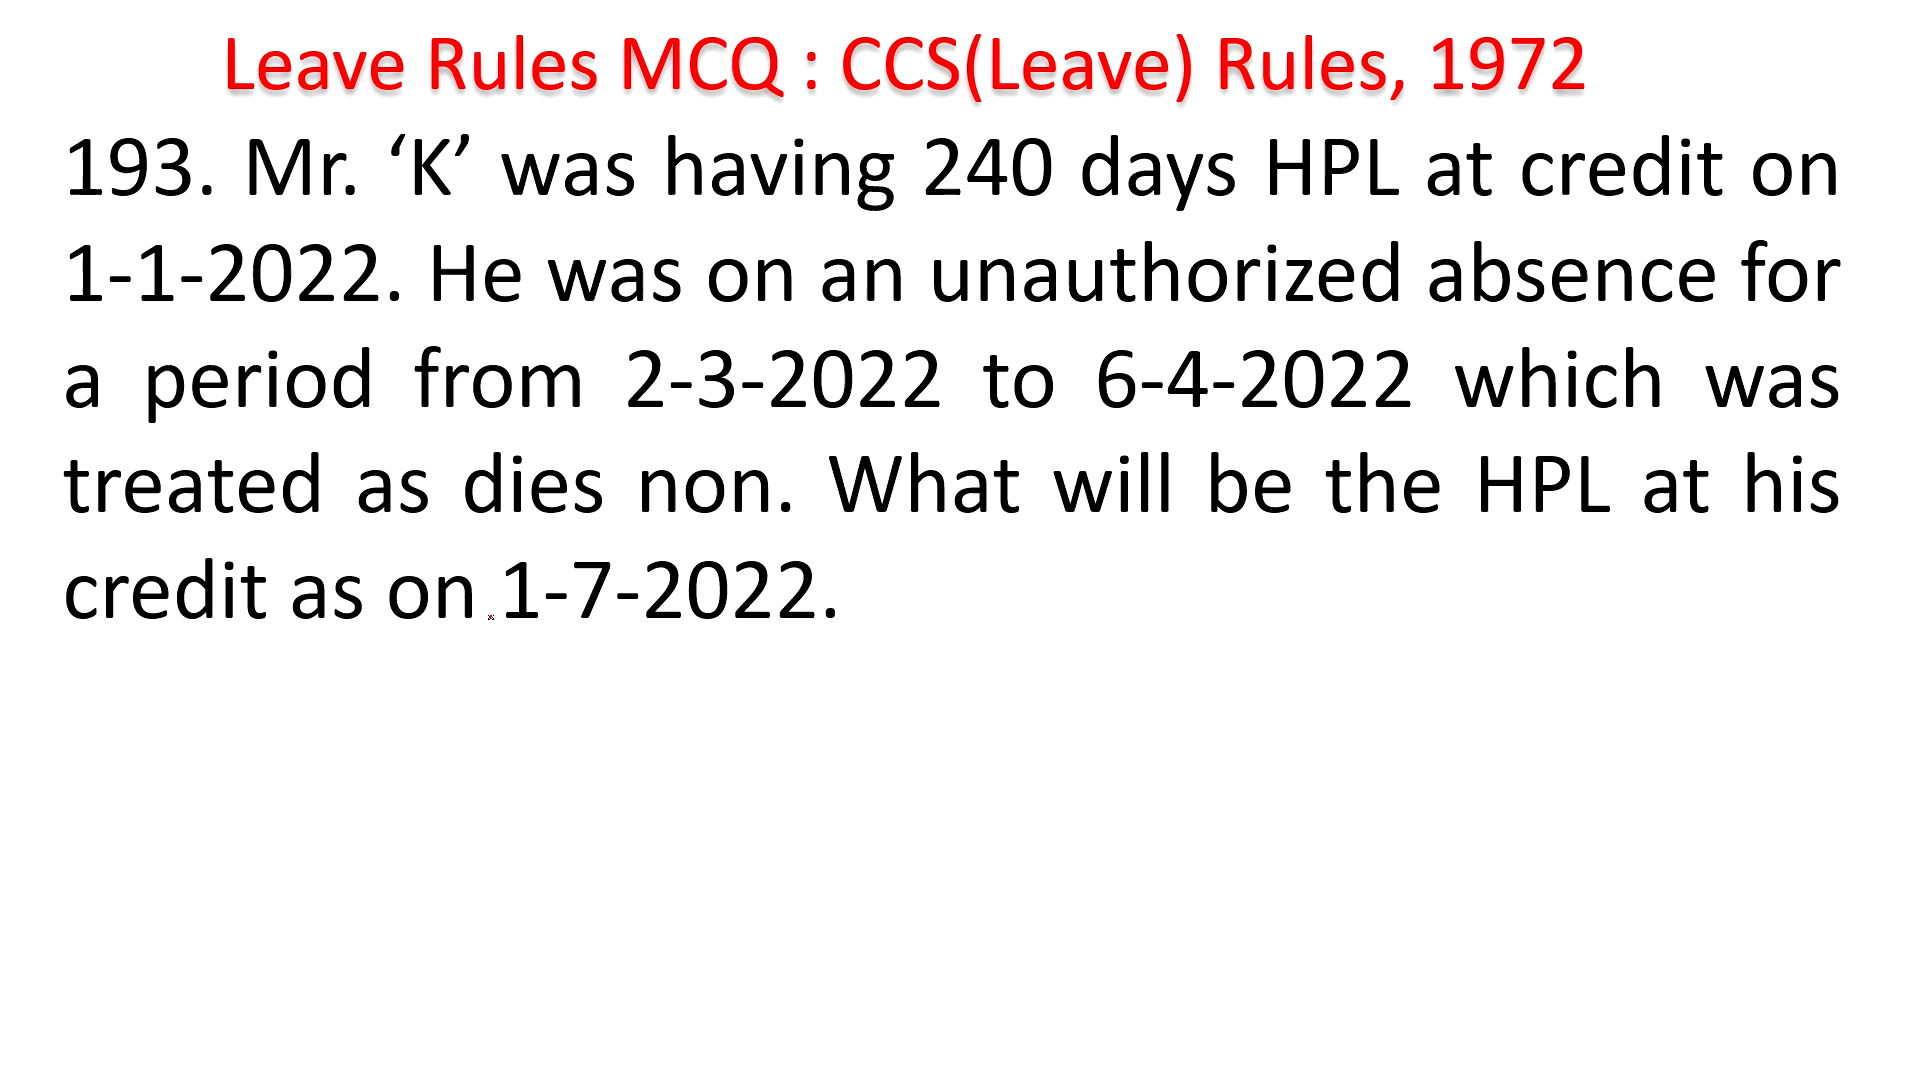 Leave Rules MCQ : CCS(Leave) Rules, 1972
193. Mr. ‘K’ was having 240 days HPL at credit on
1-1-2022. He was on an unauthorized absence for
a period from 2-3-2022 to 6-4-2022 which was
treated as dies non. What will be the HPL at his
credit as on 1-7-2022.